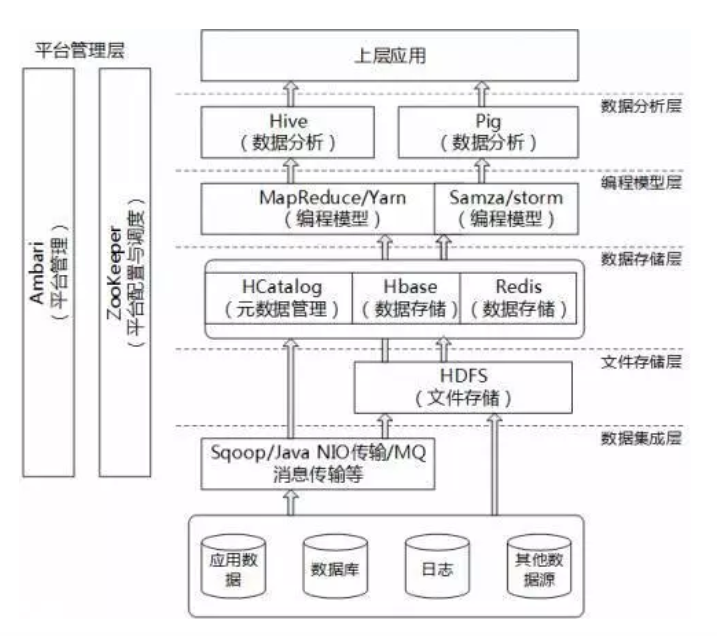 平台管理层
上层应用
数据分析层
Hive
（数据分析）
Pig
（数据分析）
编程模型层
MapReduce/Yarn
（编程模型）
Samza/storm
（编程模型）
数据存储层
HCatalog
（元数据管理）
Hbase
（数据存储）
Redis
（数据存储）
文件存储层
HDFS
（文件存储）
数据集成层
Sqoop/Java NIO传输/MQ
消息传输等
应用数
据
数据库
日志
其他数
据源
Ambari
（平台管理）
ZooKeeper
（平台配置与调度）